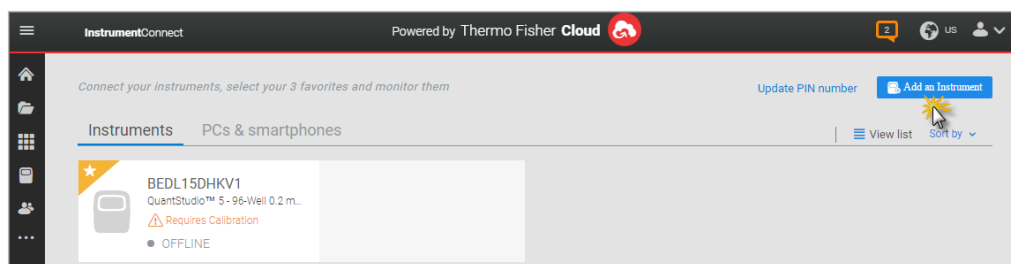 InstrumentConnect
Powered by Thermo Fisher Cloud
2
US
Connect your instruments, select your 3 favorites and monitor them
Update PIN number
Add an Instrument
Instruments
PCs & smartphones
View list
Sort by
BEDL15DHKV1
QuantStudio™ 5 - 96-Well 0.2 m...
Requires Calibration
OFFLINE